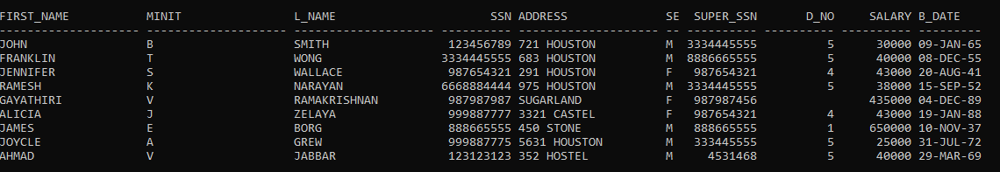 FIRST_NAME MINIT L_NAME SSN ADDRESS SE SUPER_SSN D_NO SALARY B_DATE
-------------------- -------------------- -------------------- ---------- -------------------- -- ---------- ---------- ---------- ---------
JOHN B SMITH 123456789 721 HOUSTON M 3334445555 5 30000 09-JAN-65
FRANKLIN T WONG 3334445555 683 HOUSTON M 8886665555 5 40000 08-DEC-55
JENNIFER S WALLACE 987654321 291 HOUSTON F 987654321 4 43000 20-AUG-41
RAMESH K NARAYAN 6668884444 975 HOUSTON M 3334445555 5 38000 15-SEP-52
GAYATHIRI V RAMAKRISHNAN 987987987 SUGARLAND F 987987456 435000 04-DEC-89
ALICIA J ZELAYA 999887777 3321 CASTEL F 987654321 4 43000 19-JAN-88
JAMES E BORG 888665555 450 STONE M 888665555 1 650000 10-NOV-37
JOYCLE A GREW 999887775 5631 HOUSTON M 333445555 5 25000 31-JUL-72
AHMAD V JABBAR 123123123 352 HOSTEL M 4531468 5 40000 29-MAR-69